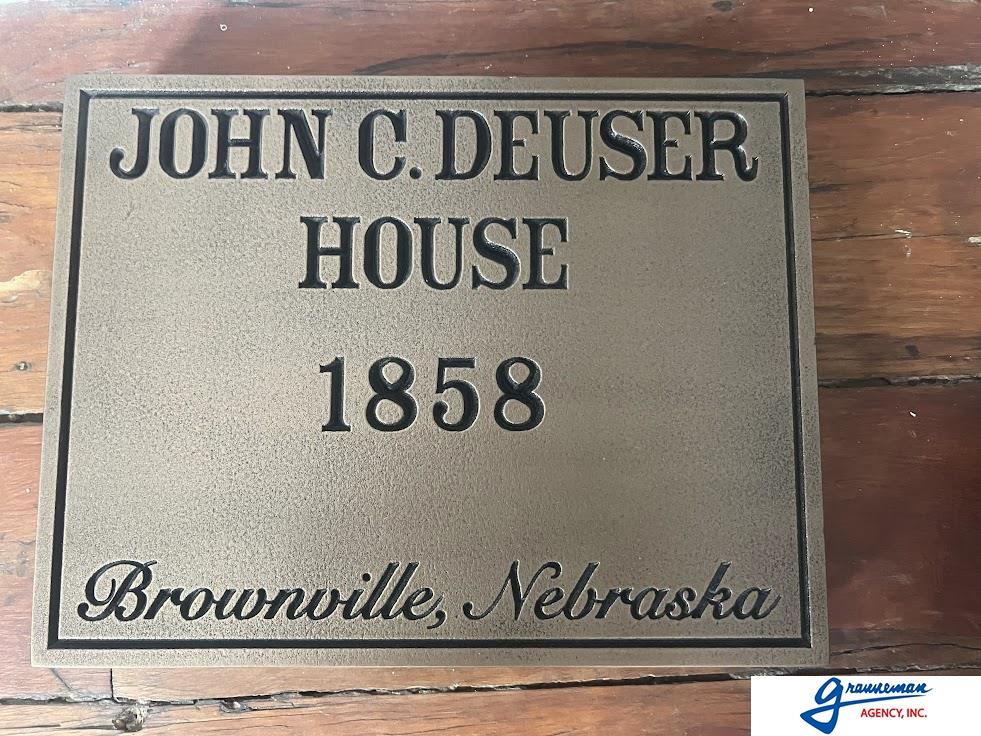 JOHN C. DEUSER
HOUSE
1858
Brownville, Nebraska
Granneman
AGENCY, INC.